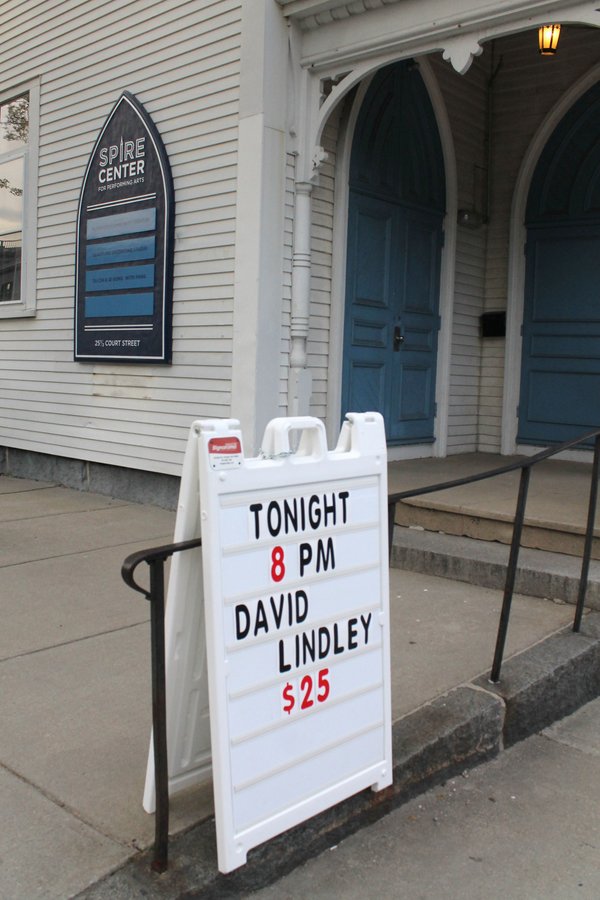 SPIRE
CENTER
FOR PERFORMING ARTS
25½ COURT STREET
TONIGHT
8 PM
DAVID
LINDLEY
$25